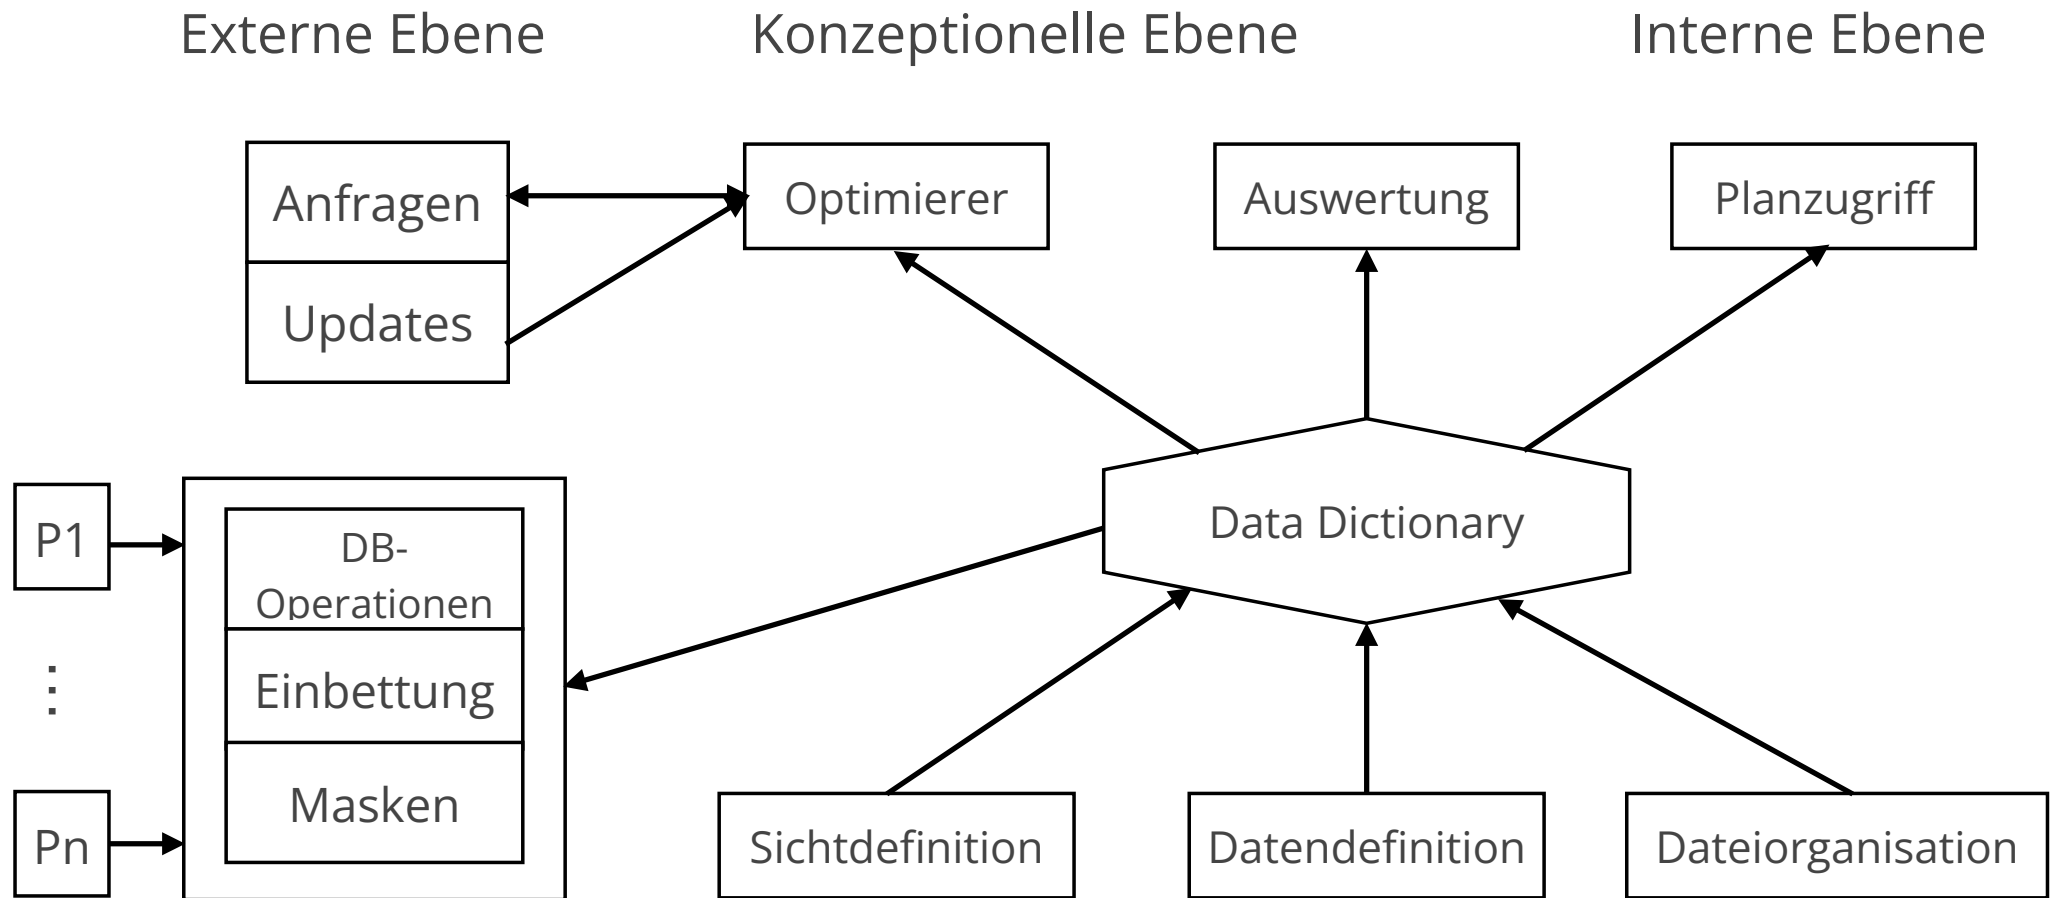 Externe Ebene
Konzeptionelle Ebene
Interne Ebene
Anfragen
Updates
Optimierer
Auswertung
Planzugriff
P1
⋮
Pn
DB-
Operationen
Einbettung
Masken
Data Dictionary
Sichtdefinition
Datendefinition
Dateiorganisation